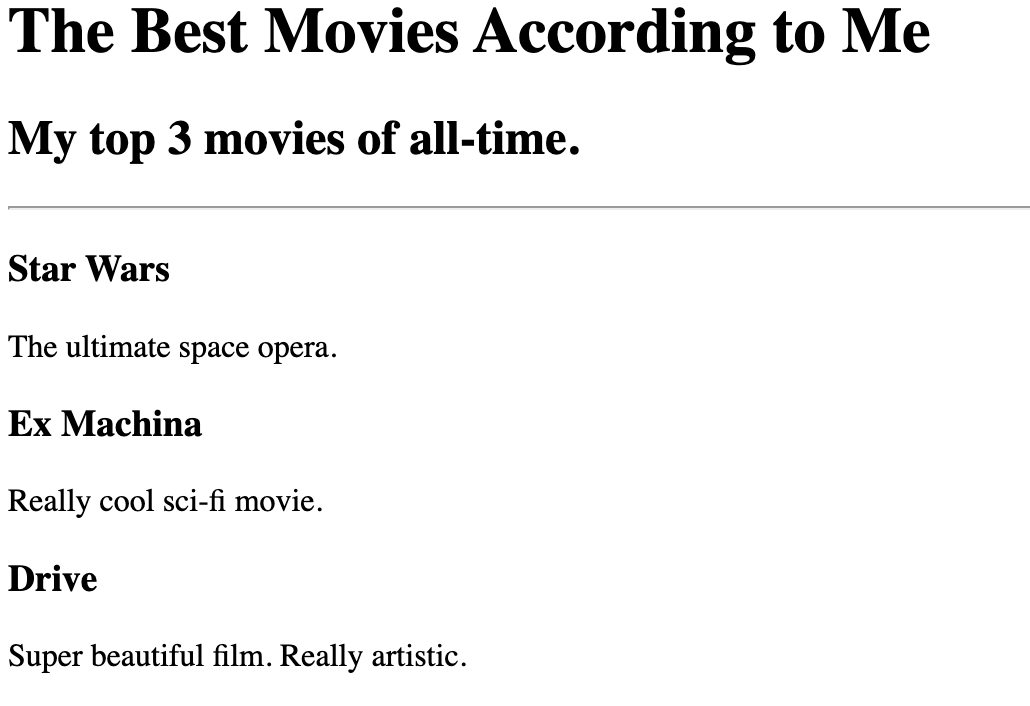 The Best Movies According to Me
My top 3 movies of all-time.
Star Wars
The ultimate space opera.
Ex Machina
Really cool sci-fi movie.
Drive
Super beautiful film. Really artistic.